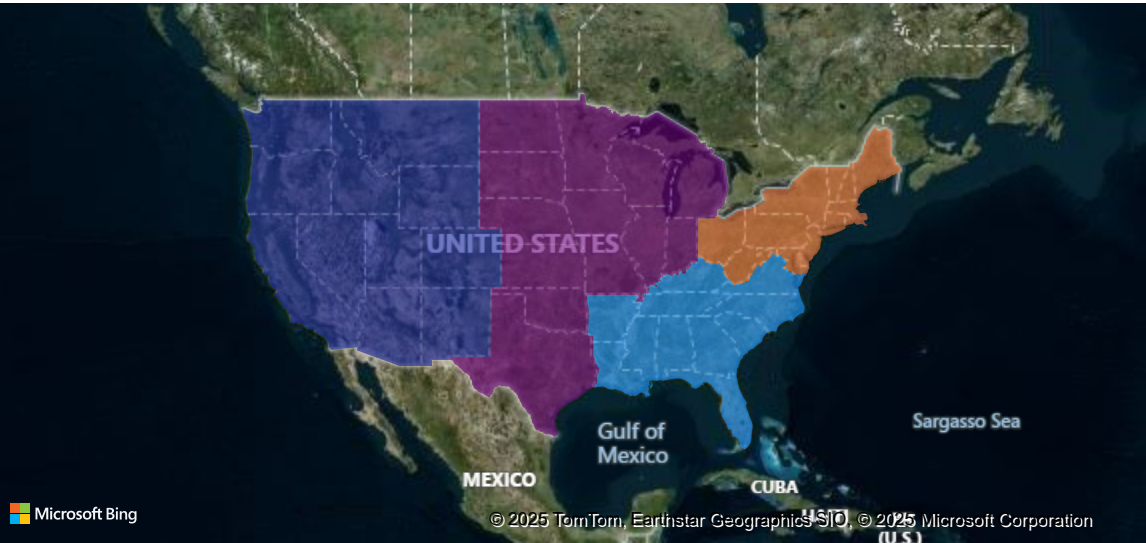 UNITED STATES
Gulf of
Mexico
Sargasso Sea
MEXICO
CUBA
HAITI
Microsoft Bing
© 2025 TomTom, Earthstar Geographics SIO, © 2025 Microsoft Corporation
(U.S.)